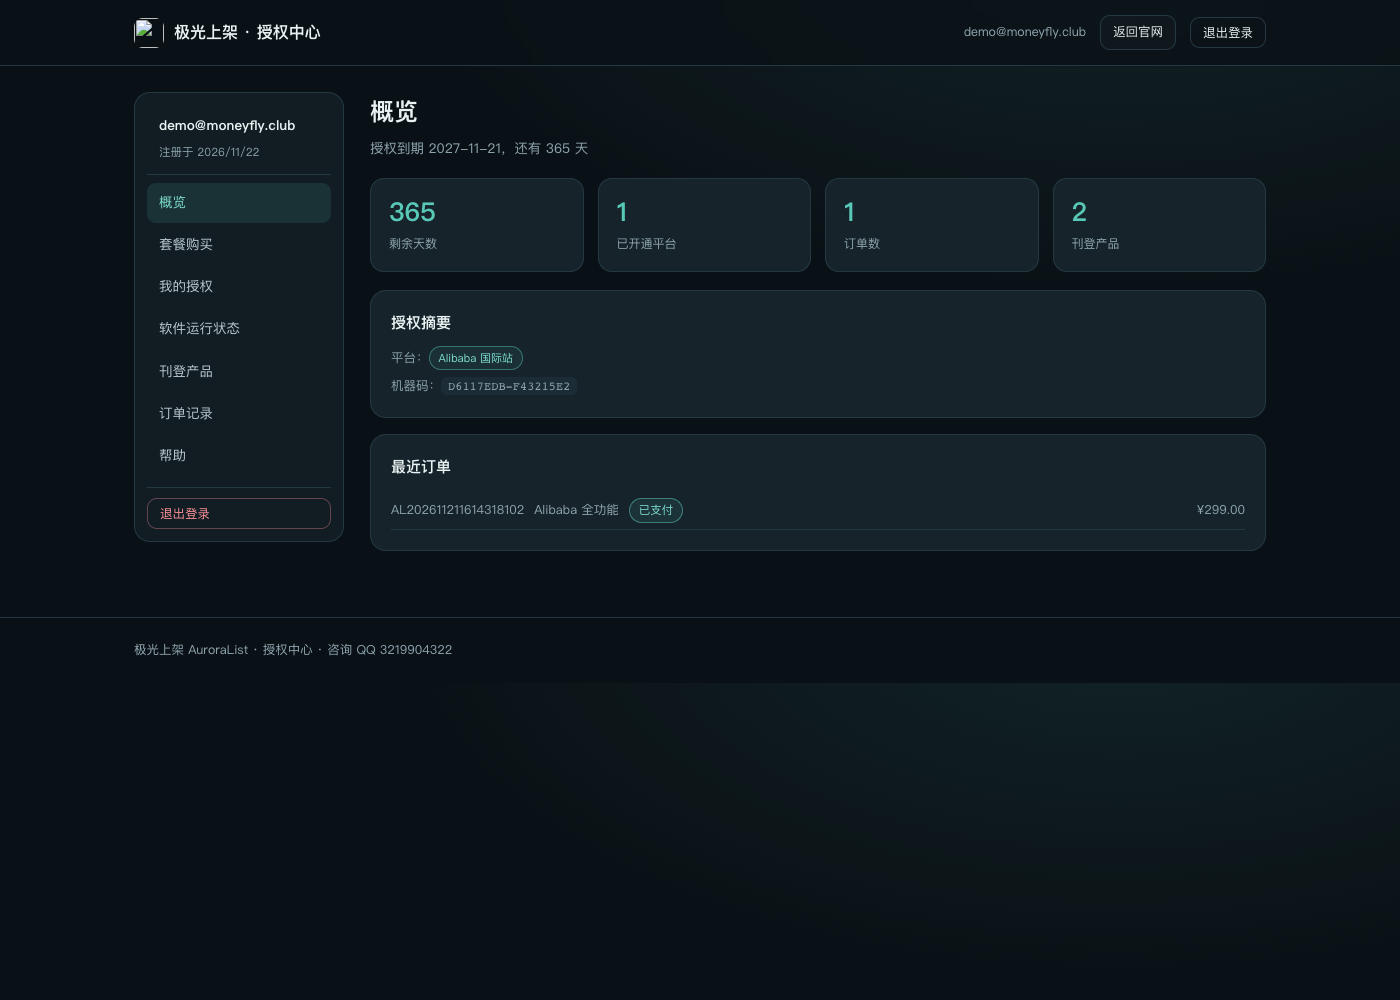 极光上架 · 授权中心
demo@moneyfly.club
返回官网
退出登录
demo@moneyfly.club
注册于 2026/11/22
概览
套餐购买
我的授权
软件运行状态
刊登产品
订单记录
帮助
退出登录
概览
授权到期 2027-11-21，还有 365 天
365
剩余天数
1
已开通平台
1
订单数
2
刊登产品
授权摘要
平台： Alibaba 国际站
机器码： D6117EDB-F43215E2
最近订单
AL202611211614318102 Alibaba 全功能 已支付 ¥299.00
极光上架 AuroraList · 授权中心 · 咨询 QQ 3219904322